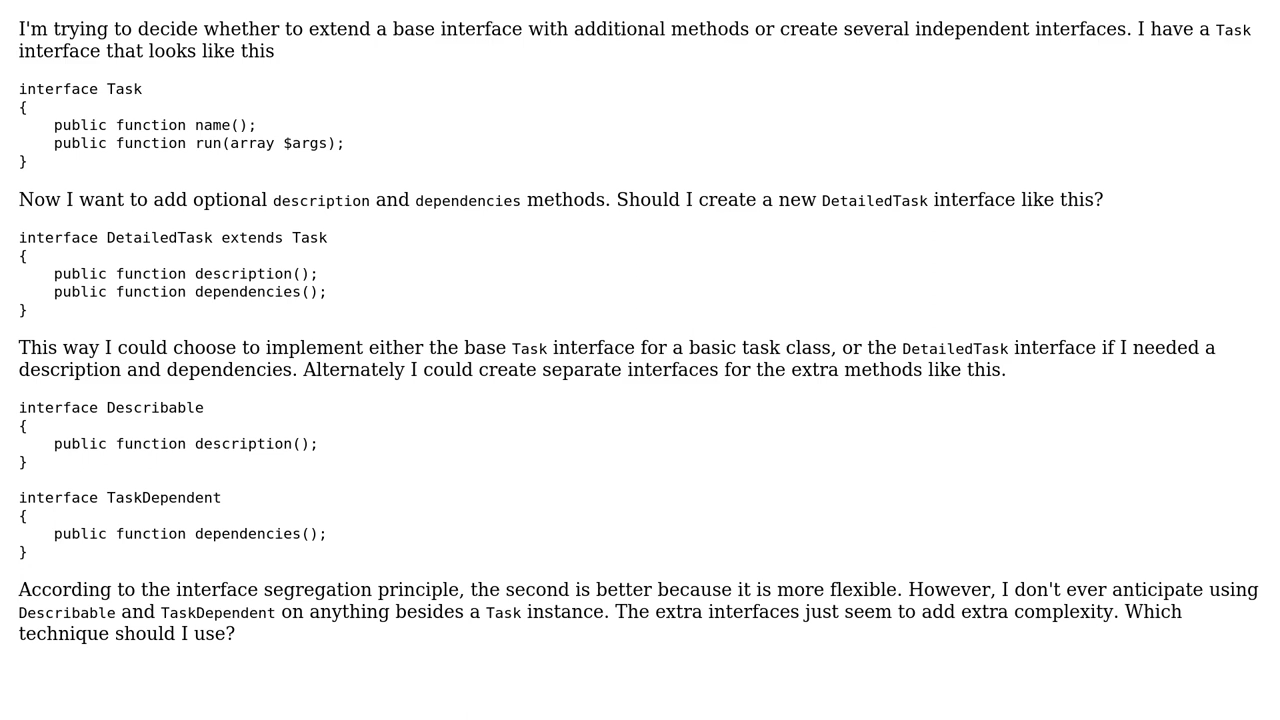 I'm trying to decide whether to extend a base interface with additional methods or create several independent interfaces. I have a Task
interface that looks like this
interface Task
{
    public function name();
    public function run(array $args);
}
Now I want to add optional description and dependencies methods. Should I create a new DetailedTask interface like this?
interface DetailedTask extends Task
{
    public function description();
    public function dependencies();
}
This way I could choose to implement either the base Task interface for a basic task class, or the DetailedTask interface if I needed a
description and dependencies. Alternately I could create separate interfaces for the extra methods like this.
interface Describable
{
    public function description();
}
interface TaskDependent
{
    public function dependencies();
}
According to the interface segregation principle, the second is better because it is more flexible. However, I don't ever anticipate using
Describable and TaskDependent on anything besides a Task instance. The extra interfaces just seem to add extra complexity. Which
technique should I use?